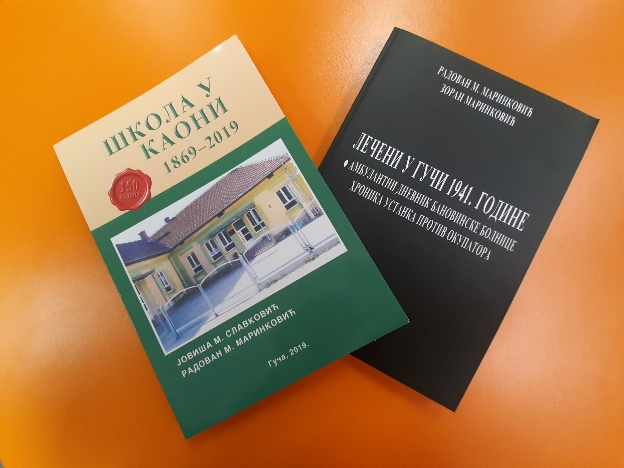 ШКОЛА У
КАОНИ
1869–2019
150
ГОДИНА
ЈОВИША М. СЛАВКОВИЋ
РАДОВАН М. МАРИНКОВИЋ
Гуча, 2019.
РАДОВАН М. МАРИНКОВИЋ
ЗОРАН МАРИНКОВИЋ
ЛЕЧЕНИ У ГУЧИ 1941. ГОДИНЕ
• АМБУЛАНТНИ ДНЕВНИК БАНОВИНСКЕ БОЛНИЦЕ
ХРОНИКА УСТАНКА ПРОТИВ ОКУПАТОРА